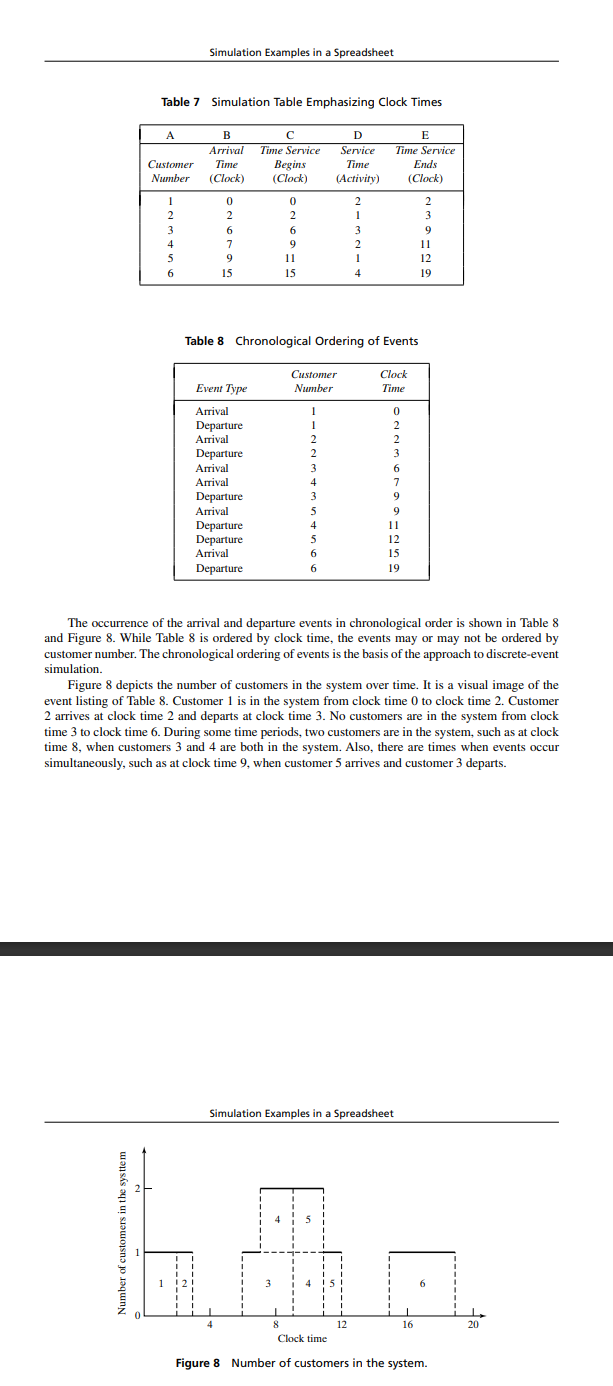 Simulation Examples in a Spreadsheet
Table 7 Simulation Table Emphasizing Clock Times
A B C D E
Arrival Time Service Service Time Service
Customer Time Begins Time Ends
Number (Clock) (Clock) (Activity) (Clock)
1 0 0 2 2
2 2 2 1 3
3 6 6 3 9
4 7 9 2 11
5 9 11 1 12
6 15 15 4 19
Table 8 Chronological Ordering of Events
Customer Clock
Event Type Number Time
Arrival 1 0
Departure 1 2
Arrival 2 2
Departure 2 3
Arrival 3 6
Arrival 4 7
Departure 3 9
Arrival 5 9
Departure 4 11
Departure 5 12
Arrival 6 15
Departure 6 19
The occurrence of the arrival and departure events in chronological order is shown in Table 8
and Figure 8. While Table 8 is ordered by clock time, the events may or may not be ordered by
customer number. The chronological ordering of events is the basis of the approach to discrete-event
simulation.
Figure 8 depicts the number of customers in the system over time. It is a visual image of the
event listing of Table 8. Customer 1 is in the system from clock time 0 to clock time 2. Customer
2 arrives at clock time 2 and departs at clock time 3. No customers are in the system from clock
time 3 to clock time 6. During some time periods, two customers are in the system, such as at clock
time 8, when customers 3 and 4 are both in the system. Also, there are times when events occur
simultaneously, such as at clock time 9, when customer 5 arrives and customer 3 departs.
Simulation Examples in a Spreadsheet
Number of customers in the systtem
2
4 5
1
1 2 3 4 5 6
0
4 8 12 16 20
Clock time
Figure 8 Number of customers in the system.